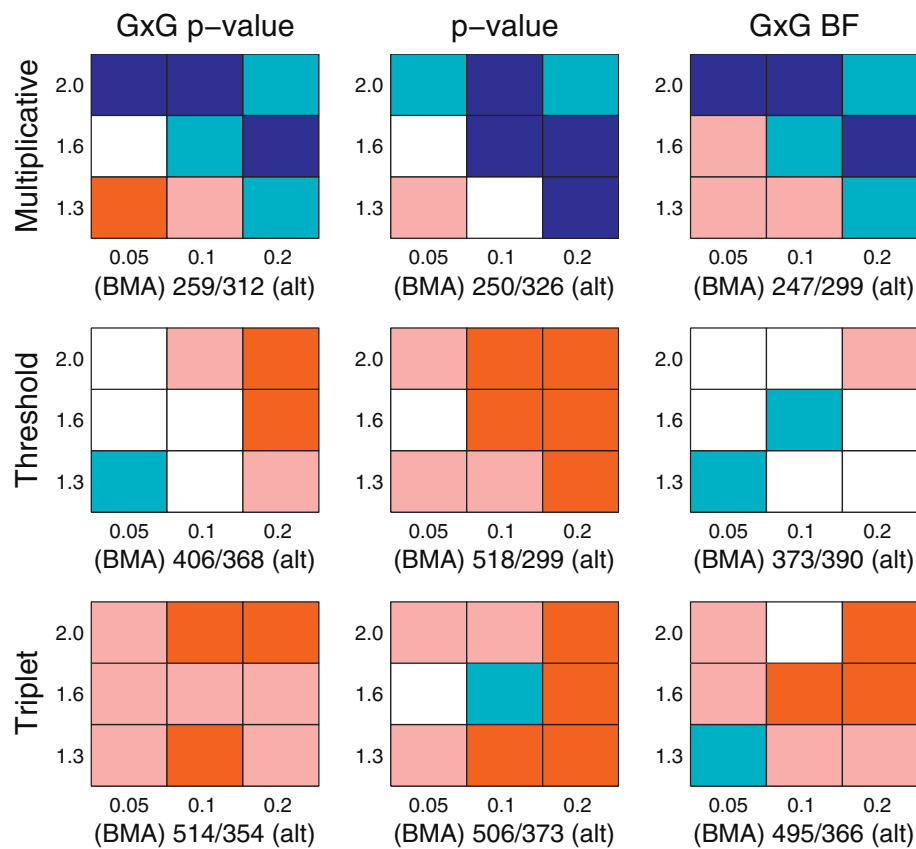 GxG p−value p−value GxG BF
Multiplicative
2.0 2.0 2.0
1.6 1.6 1.6
1.3 1.3 1.3
0.05 0.1 0.2 0.05 0.1 0.2 0.05 0.1 0.2
(BMA) 259/312 (alt) (BMA) 250/326 (alt) (BMA) 247/299 (alt)
Threshold
2.0 2.0 2.0
1.6 1.6 1.6
1.3 1.3 1.3
0.05 0.1 0.2 0.05 0.1 0.2 0.05 0.1 0.2
(BMA) 406/368 (alt) (BMA) 518/299 (alt) (BMA) 373/390 (alt)
Triplet
2.0 2.0 2.0
1.6 1.6 1.6
1.3 1.3 1.3
0.05 0.1 0.2 0.05 0.1 0.2 0.05 0.1 0.2
(BMA) 514/354 (alt) (BMA) 506/373 (alt) (BMA) 495/366 (alt)